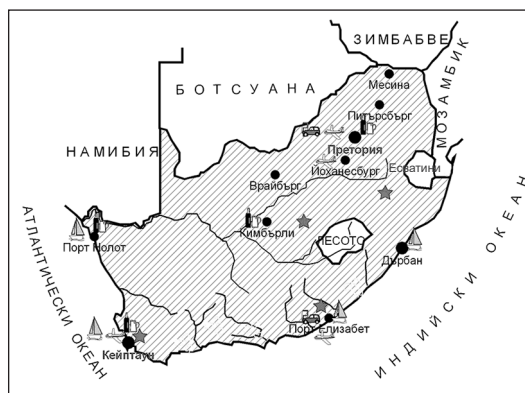 ЗИМБАБВЕ
БОТСУАНА
МОЗАМБИК
Месина
Питърсбърг
Претория
НАМИБИЯ
Йоханесбург
Есватини
Врайбърг
Кимбърли
ЛЕСОТО
Порт Нолот
Дърбан
АТЛАНТИЧЕСКИ ОКЕАН
ИНДИЙСКИ ОКЕАН
Порт Елизабет
Кейптаун